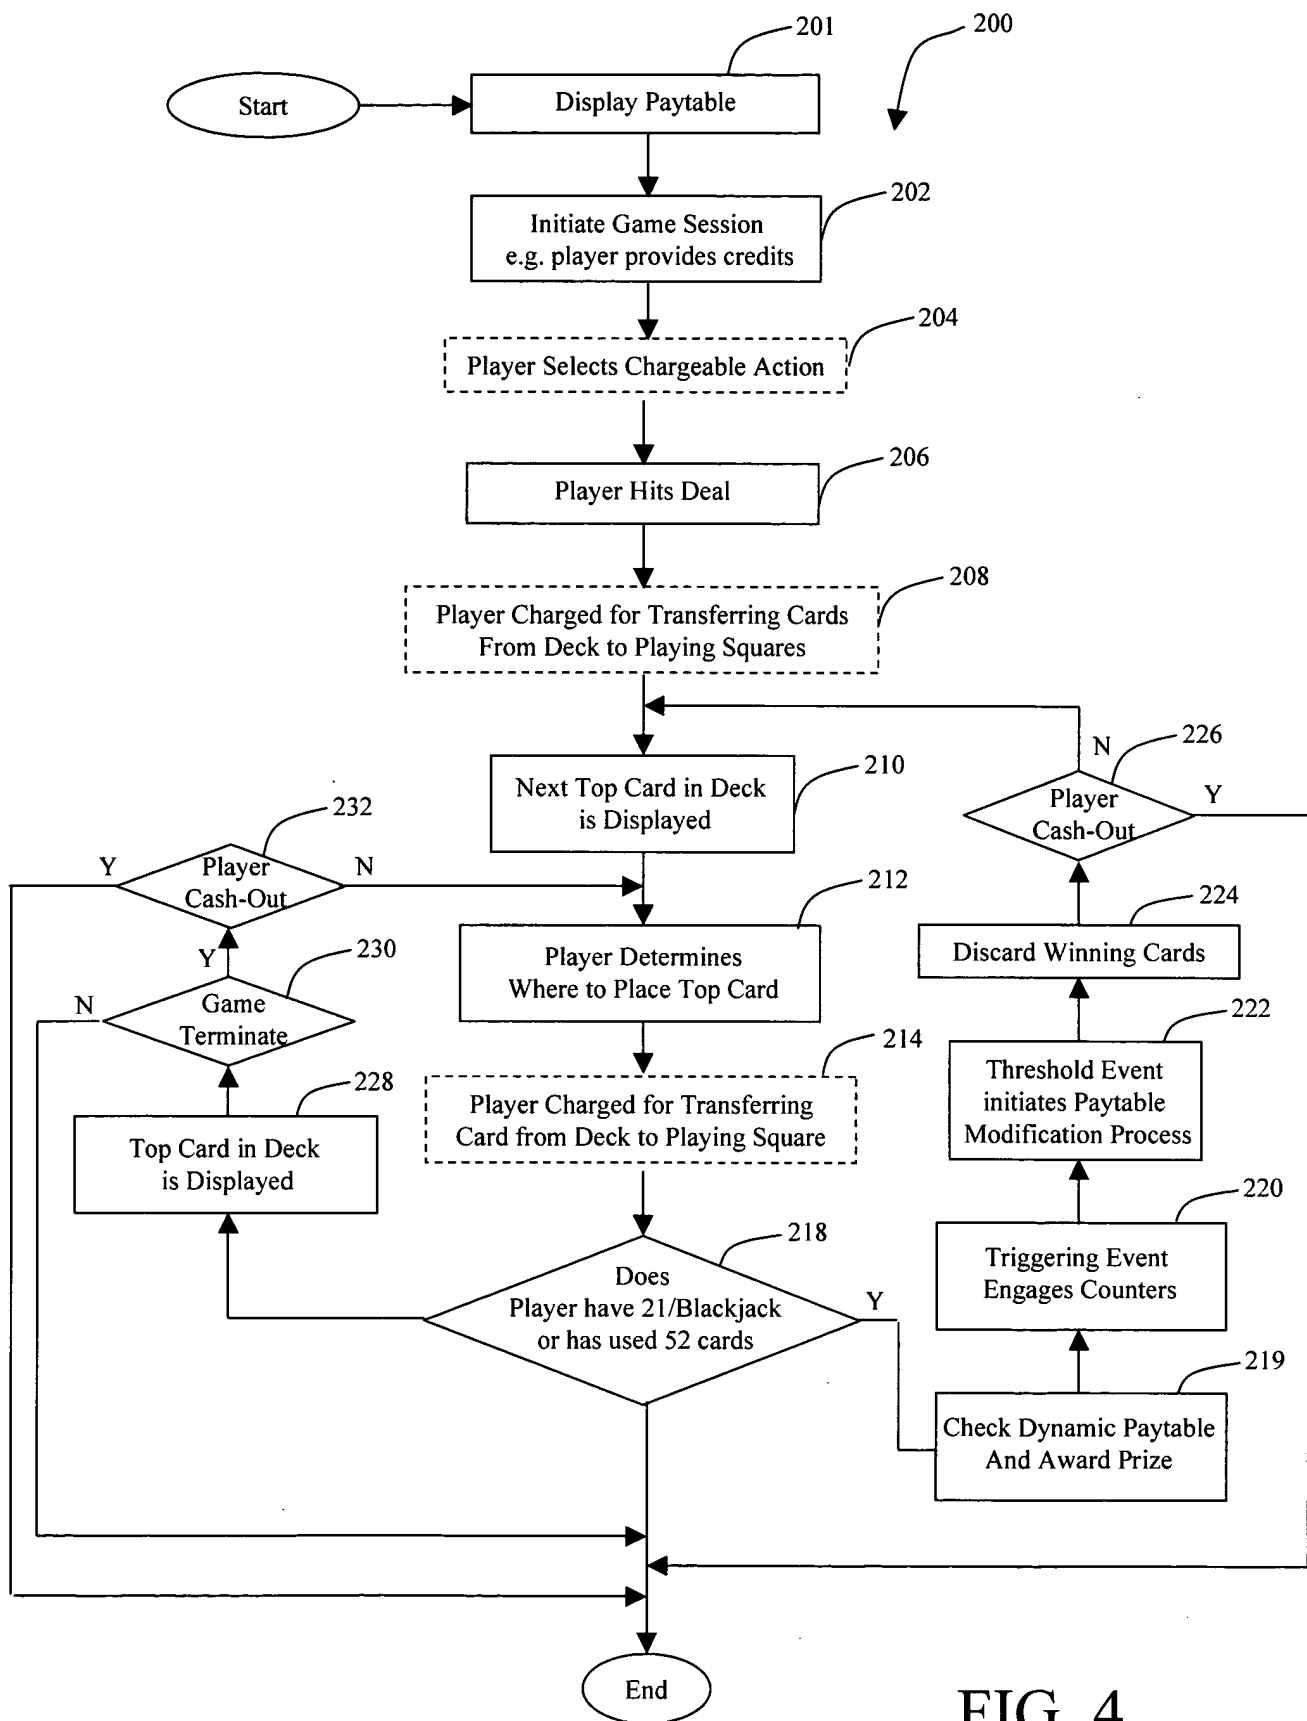 201
200
Start
Display Paytable
202
Initiate Game Session
e.g. player provides credits
204
Player Selects Chargeable Action
206
Player Hits Deal
208
Player Charged for Transferring Cards
From Deck to Playing Squares
210
Next Top Card in Deck
is Displayed
N
226
Player
Cash-Out
Y
232
Y
Player
Cash-Out
N
212
Player Determines
Where to Place Top Card
224
Discard Winning Cards
Y
230
N
Game
Terminate
214
Player Charged for Transferring
Card from Deck to Playing Square
222
Threshold Event
initiates Paytable
Modification Process
228
Top Card in Deck
is Displayed
218
Does
Player have 21/Blackjack
or has used 52 cards
Y
220
Triggering Event
Engages Counters
219
Check Dynamic Paytable
And Award Prize
End
FIG. 4